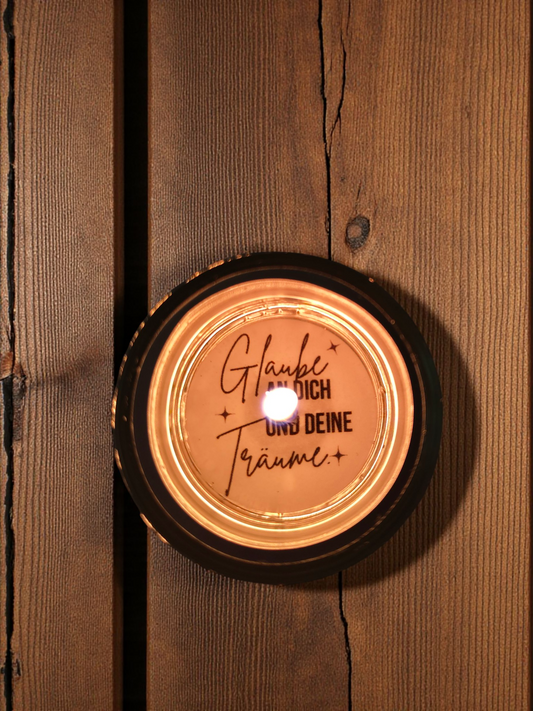 Glaube
AN DICH
UND DEINE
Träume.